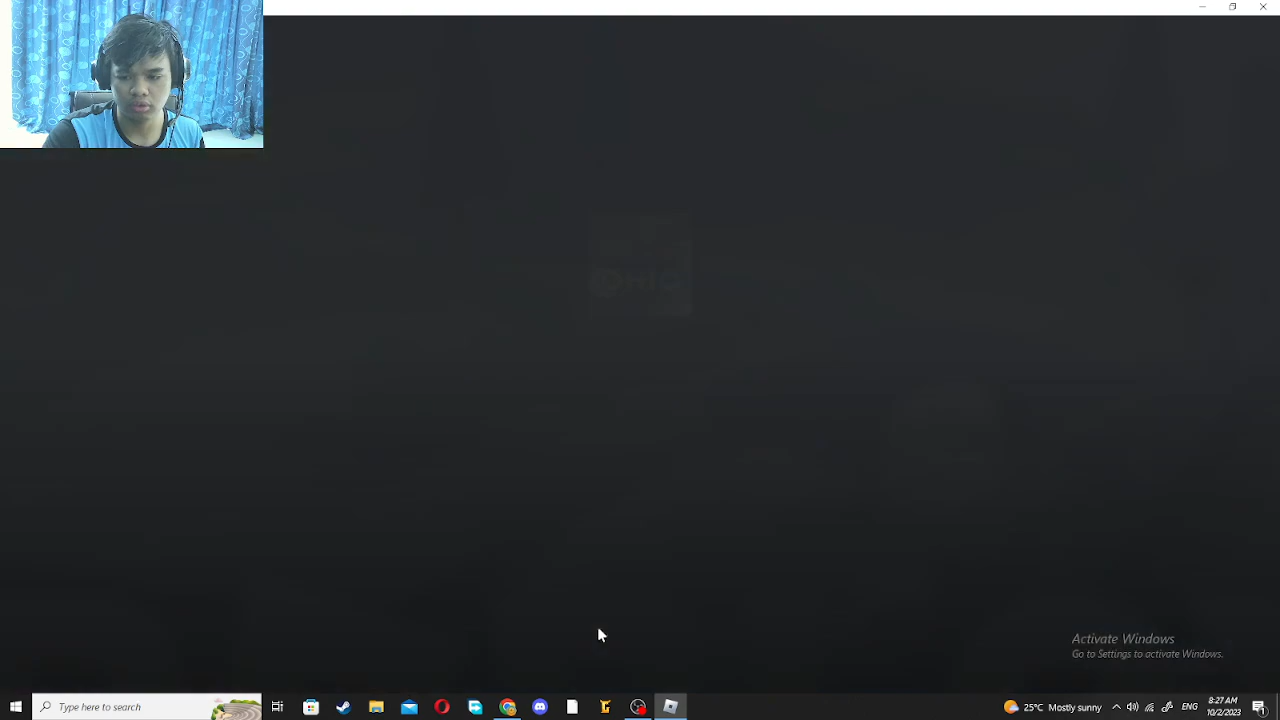 OHIO
Activate Windows
Go to Settings to activate Windows.
Type here to search
25°C Mostly sunny
ENG
8:27 AM
10/2/2023